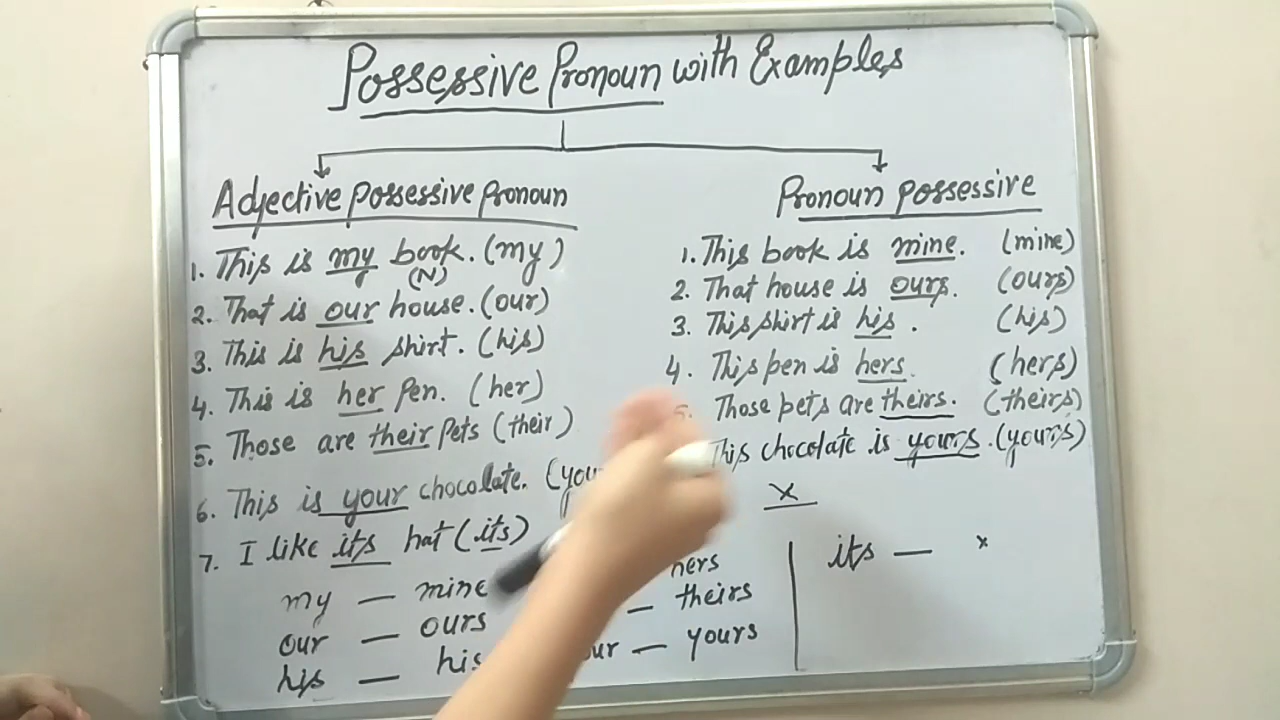 Possessive Pronoun with Examples
Adjective possessive pronoun
1. This is my book. (my)
(N)
2. That is our house. (our)
3. This is his shirt. (his)
4. This is her pen. (her)
5. Those are their pets (their)
6. This is your chocolate. (you
7. I like its hat (its)
Pronoun possessive
1. This book is mine. (mine)
2. That house is ours. (ours)
3. This shirt is his. (his)
4. This pen is hers. (hers)
5. Those pets are theirs. (theirs)
This chocolate is yours. (yours)
x
my — mine
our — ours
his — his
hers
— theirs
our — yours
its — x